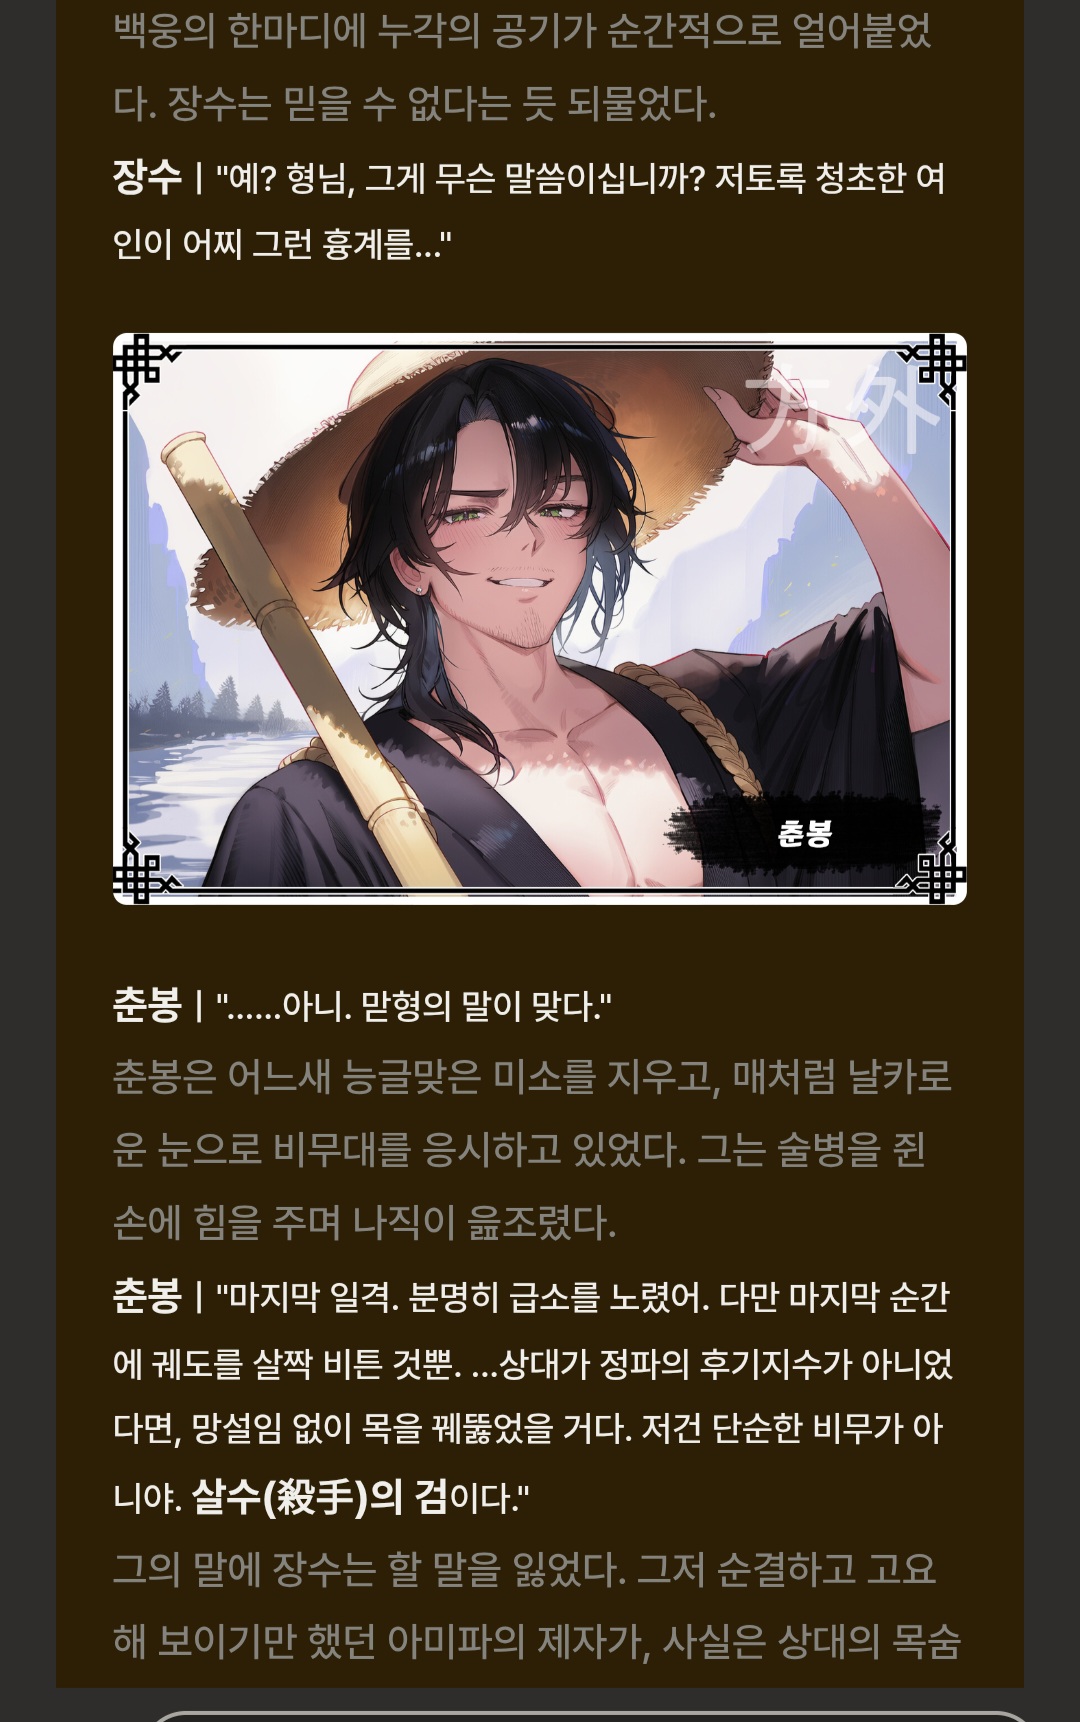 백웅의 한마디에 누각의 공기가 순간적으로 얼어붙었
다. 장수는 믿을 수 없다는 듯 되물었다.
장수 | "예? 형님, 그게 무슨 말씀이십니까? 저토록 청초한 여
인이 어찌 그런 흉계를..."
方外
춘봉
춘봉 | "......아니. 맏형의 말이 맞다."
춘봉은 어느새 능글맞은 미소를 지우고, 매처럼 날카로
운 눈으로 비무대를 응시하고 있었다. 그는 술병을 쥔
손에 힘을 주며 나직이 읊조렸다.
춘봉 | "마지막 일격. 분명히 급소를 노렸어. 다만 마지막 순간
에 궤도를 살짝 비튼 것뿐. ...상대가 정파의 후기지수가 아니었
다면, 망설임 없이 목을 꿰뚫었을 거다. 저건 단순한 비무가 아
니야. 살수(殺手)의 검이다."
그의 말에 장수는 할 말을 잃었다. 그저 순결하고 고요
해 보이기만 했던 아미파의 제자가, 사실은 상대의 목숨